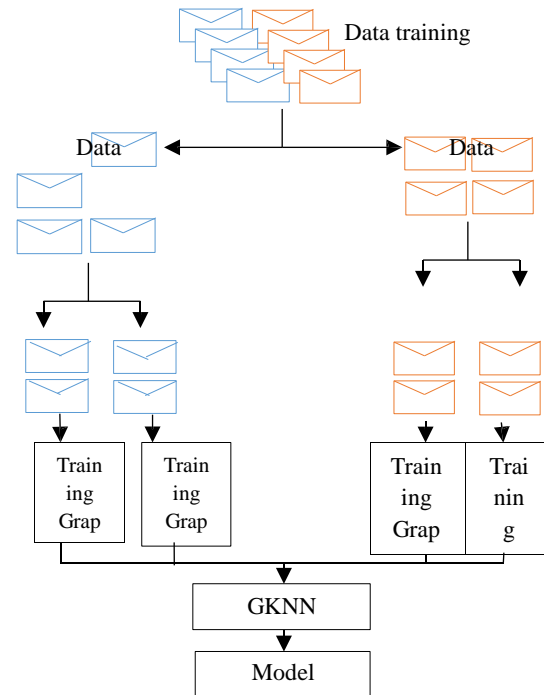 Data training
Data
Data
Train
ing
Grap
Train
ing
Grap
Train
ing
Grap
Trai
nin
g
GKNN
Model